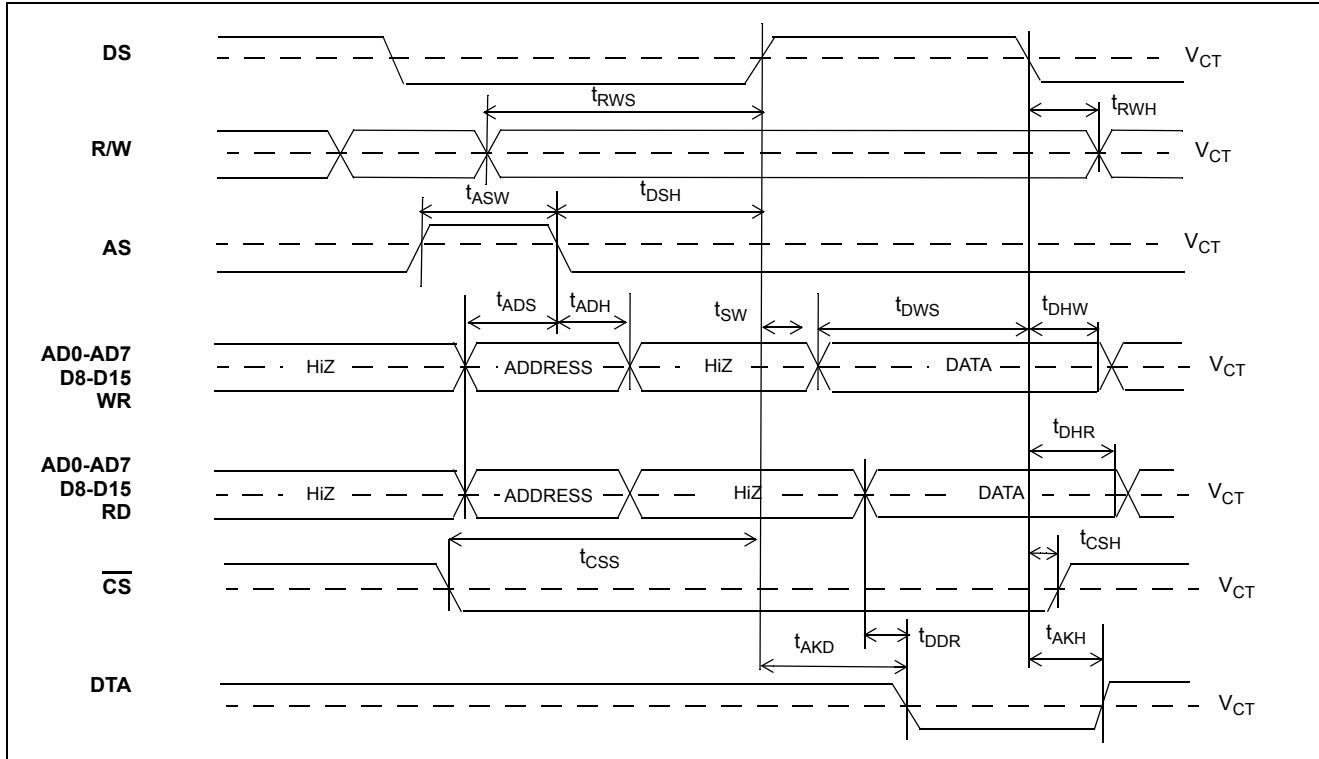 DS
V_CT
t_RWS
t_RWH
R/W
V_CT
t_ASW
t_DSH
AS
V_CT
t_ADS
t_ADH
t_SW
t_DWS
t_DHW
AD0-AD7
D8-D15
WR
HiZ
ADDRESS
HiZ
DATA
V_CT
t_DHR
AD0-AD7
D8-D15
RD
HiZ
ADDRESS
HiZ
DATA
V_CT
t_CSS
t_CSH
CS
V_CT
t_AKD
t_DDR
t_AKH
DTA
V_CT